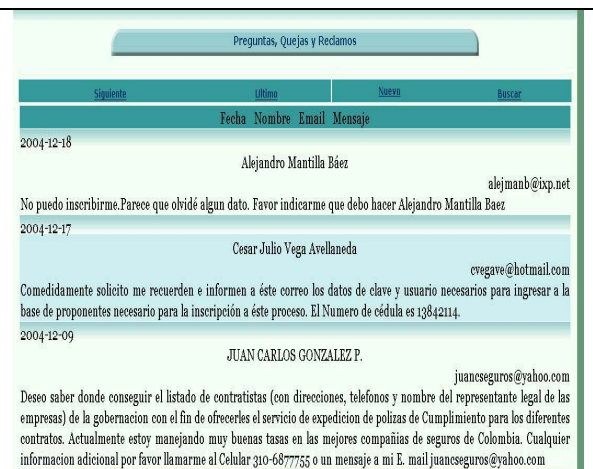 Preguntas, Quejas y Reclamos
Siguiente Ultimo Nuevo Buscar
Fecha Nombre Email Mensaje
2004-12-18
Alejandro Mantilla Báez
alejmanb@ixp.net
No puedo inscribirme.Parece que olvidé algun dato. Favor indicarme que debo hacer Alejandro Mantilla Baez
2004-12-17
Cesar Julio Vega Avellaneda
cvegave@hotmail.com
Comedidamente solicito me recuerden e informen a éste correo los datos de clave y usuario necesarios para ingresar a la
base de proponentes necesario para la inscripción a éste proceso. El Numero de cédula es 13842114.
2004-12-09
JUAN CARLOS GONZALEZ P.
juancseguros@yahoo.com
Deseo saber donde conseguir el listado de contratistas (con direcciones, telefonos y nombre del representante legal de las
empresas) de la gobernacion con el fin de ofrecerles el servicio de expedicion de polizas de Cumplimiento para los diferentes
contratos. Actualmente estoy manejando muy buenas tasas en las mejores compañias de seguros de Colombia. Cualquier
informacion adicional por favor llamarme al Celular 310-6877755 o un mensaje a mi E. mail juancseguros@yahoo.com